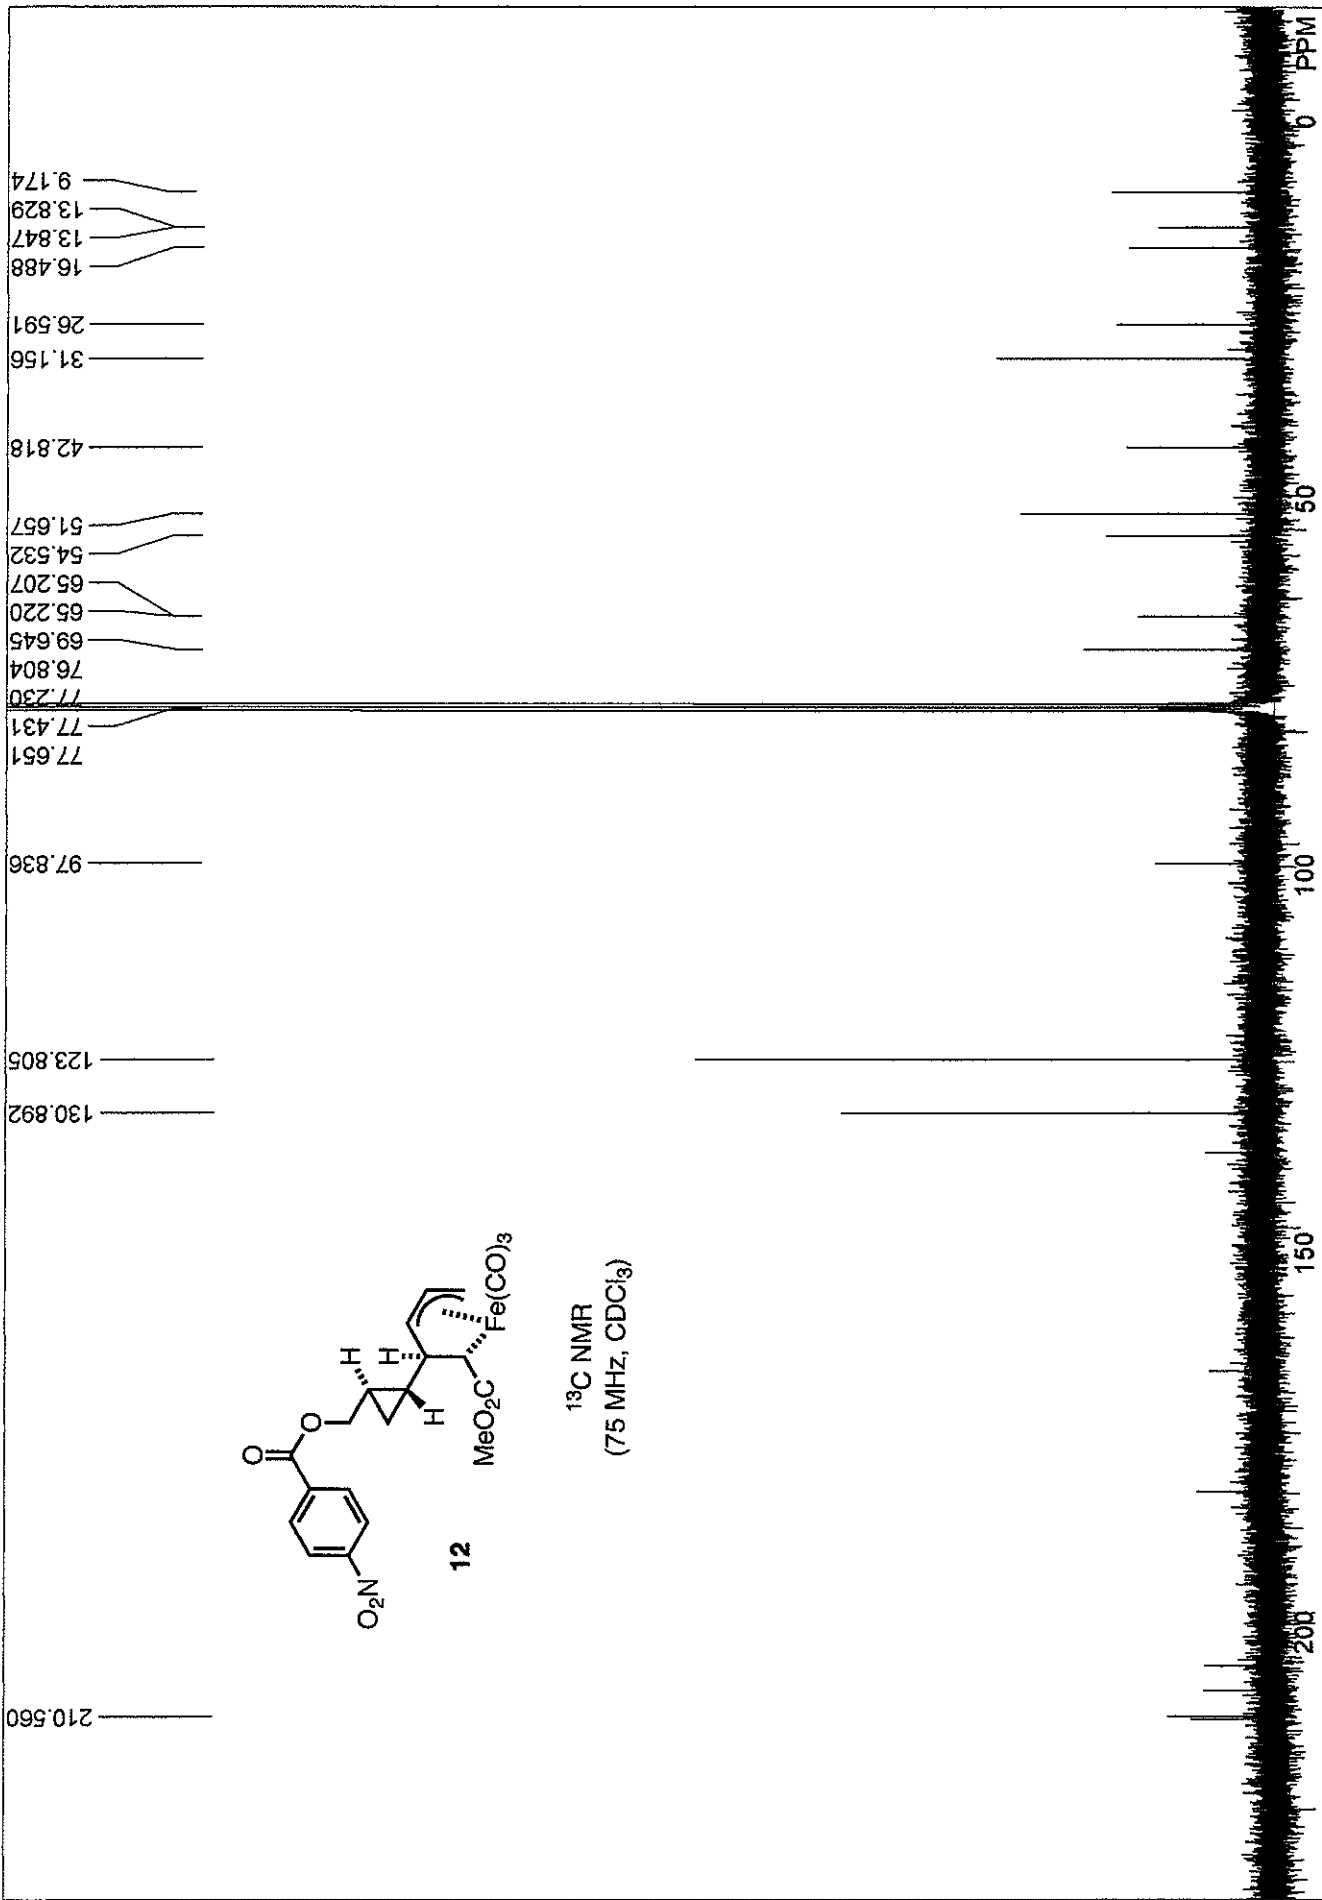 9.174
13.829
13.847
16.488
26.591
31.156
42.818
51.657
54.532
65.207
65.220
69.645
76.804
77.230
77.431
77.651
97.836
123.805
130.892
210.560
O
O
H
H
H
O₂N
MeO₂C
Fe(CO)₃
12
¹³C NMR
(75 MHz, CDCl₃)
PPM
0
50
100
150
200